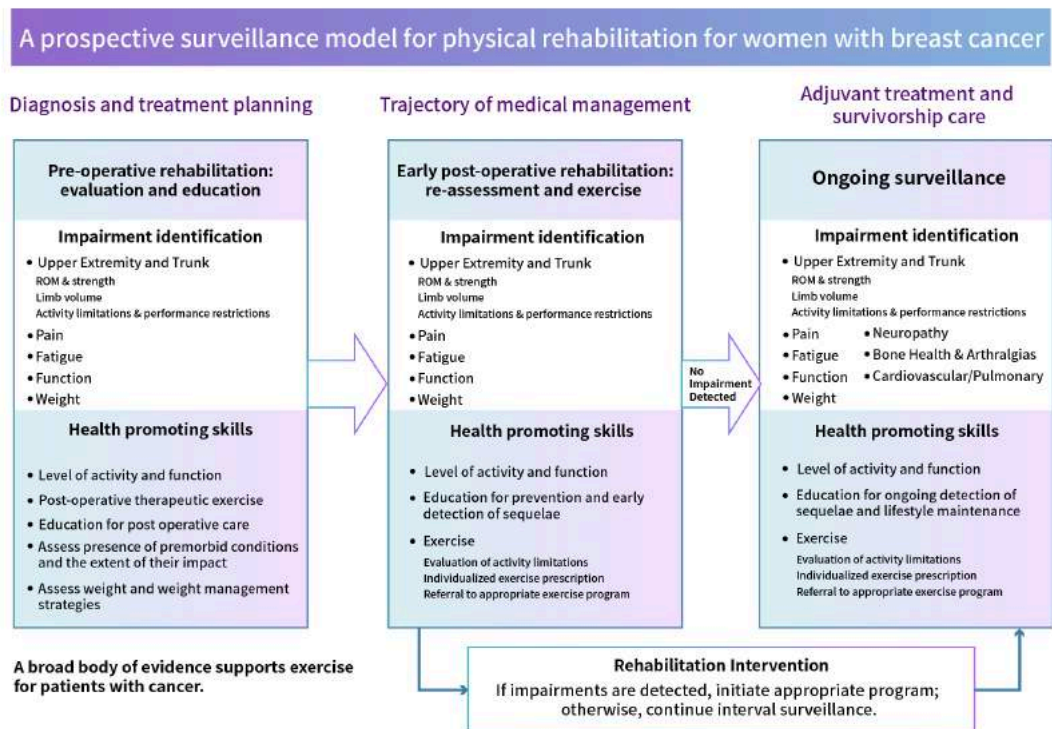 A prospective surveillance model for physical rehabilitation for women with breast cancer
Diagnosis and treatment planning
Pre-operative rehabilitation:
evaluation and education
Impairment identification
• Upper Extremity and Trunk
ROM & strength
Limb volume
Activity limitations & performance restrictions
• Pain
• Fatigue
• Function
• Weight
Health promoting skills
• Level of activity and function
• Post-operative therapeutic exercise
• Education for post operative care
• Assess presence of premorbid conditions
and the extent of their impact
• Assess weight and weight management
strategies
A broad body of evidence supports exercise
for patients with cancer.
Trajectory of medical management
Early post-operative rehabilitation:
re-assessment and exercise
Impairment identification
• Upper Extremity and Trunk
ROM & strength
Limb volume
Activity limitations & performance restrictions
• Pain
• Fatigue
• Function
• Weight
Health promoting skills
• Level of activity and function
• Education for prevention and early
detection of sequelae
• Exercise
Evaluation of activity limitations
Individualized exercise prescription
Referral to appropriate exercise program
No
Impairment
Detected
Adjuvant treatment and
survivorship care
Ongoing surveillance
Impairment identification
• Upper Extremity and Trunk
ROM & strength
Limb volume
Activity limitations & performance restrictions
• Pain • Neuropathy
• Fatigue • Bone Health & Arthralgias
• Function • Cardiovascular/Pulmonary
• Weight
Health promoting skills
• Level of activity and function
• Education for ongoing detection of
sequelae and lifestyle maintenance
• Exercise
Evaluation of activity limitations
Individualized exercise prescription
Referral to appropriate exercise program
Rehabilitation Intervention
If impairments are detected, initiate appropriate program;
otherwise, continue interval surveillance.